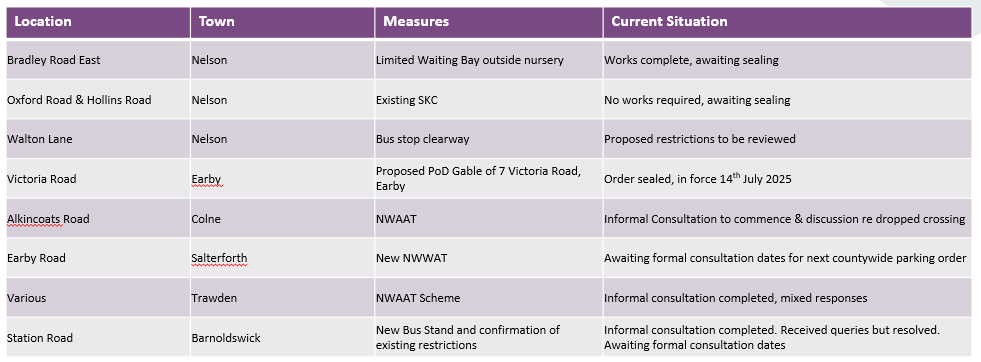 Location Town Measures Current Situation
Bradley Road East Nelson Limited Waiting Bay outside nursery Works complete, awaiting sealing
Oxford Road & Hollins Road Nelson Existing SKC No works required, awaiting sealing
Walton Lane Nelson Bus stop clearway Proposed restrictions to be reviewed
Victoria Road Earby Proposed PoD Gable of 7 Victoria Road,
Earby Order sealed, in force 14th July 2025
Alkincoats Road Colne NWAAT Informal Consultation to commence & discussion re dropped crossing
Earby Road Salterforth New NWWAT Awaiting formal consultation dates for next countywide parking order
Various Trawden NWAAT Scheme Informal consultation completed, mixed responses
Station Road Barnoldswick New Bus Stand and confirmation of
existing restrictions Informal consultation completed. Received queries but resolved.
Awaiting formal consultation dates